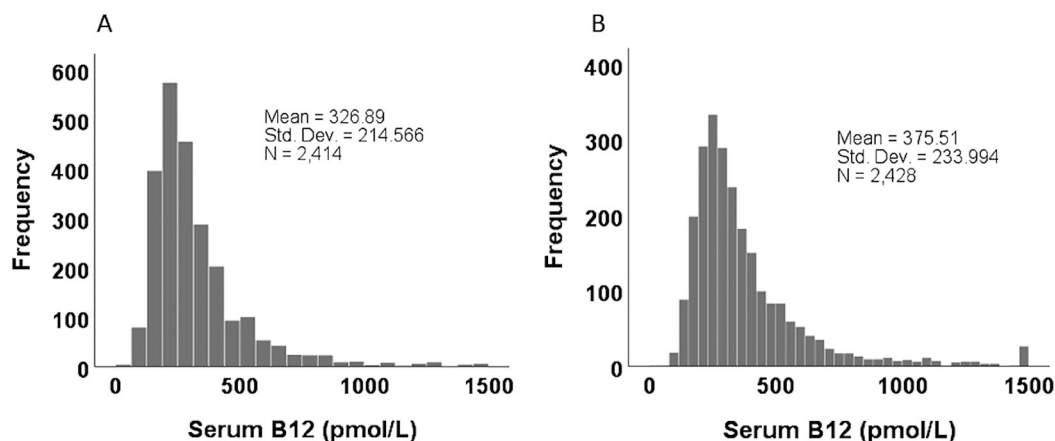 A
600
500
400
300
200
100
0
Frequency
Mean = 326.89
Std. Dev. = 214.566
N = 2,414
0 500 1000 1500
Serum B12 (pmol/L)
B
400
300
200
100
0
Frequency
Mean = 375.51
Std. Dev. = 233.994
N = 2,428
0 500 1000 1500
Serum B12 (pmol/L)